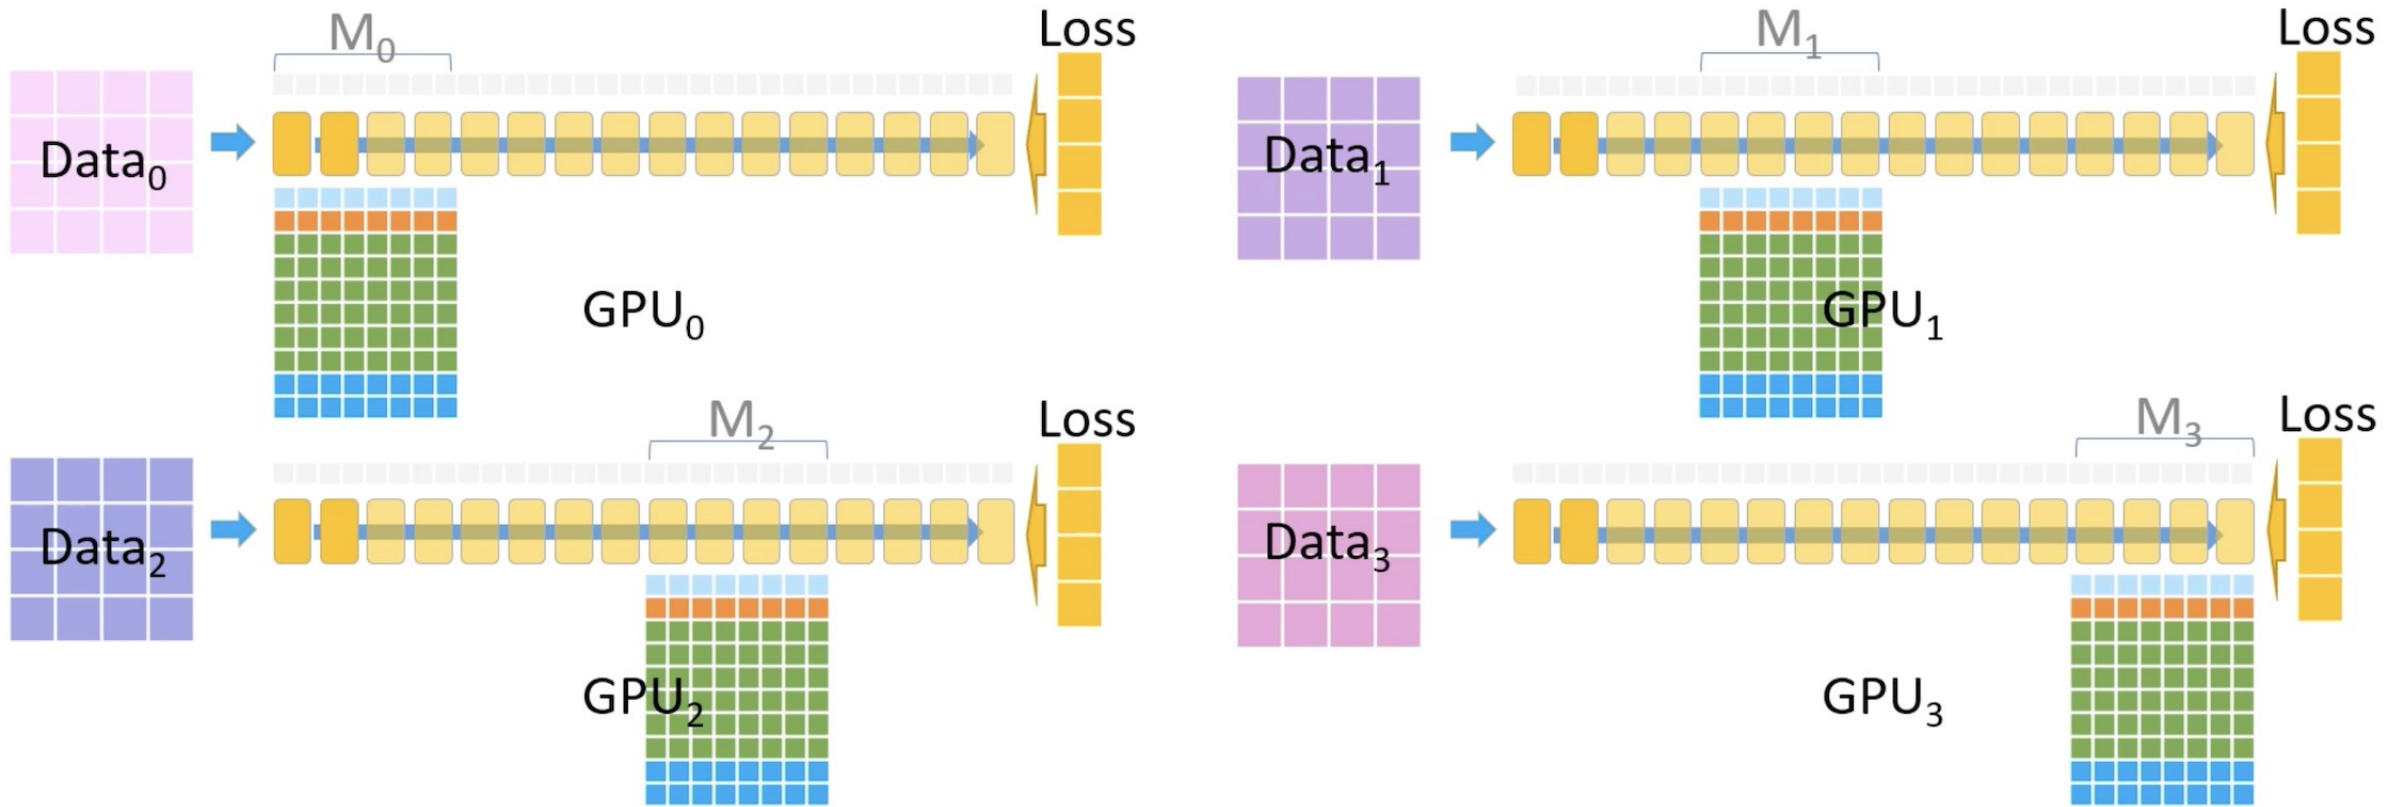 M₀
Loss
Data₀
GPU₀
M₁
Loss
Data₁
GPU₁
M₂
Loss
Data₂
GPU₂
M₃
Loss
Data₃
GPU₃